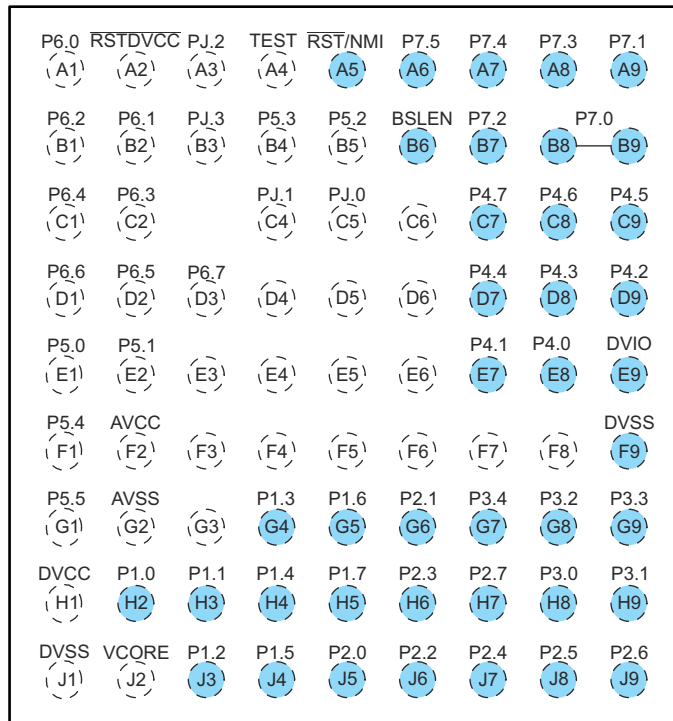 P6.0 RSTDVCC PJ.2 TEST RST/NMI P7.5 P7.4 P7.3 P7.1
A1 A2 A3 A4 A5 A6 A7 A8 A9
P6.2 P6.1 PJ.3 P5.3 P5.2 BSLEN P7.2 P7.0
B1 B2 B3 B4 B5 B6 B7 B8 B9
P6.4 P6.3 PJ.1 PJ.0 P4.7 P4.6 P4.5
C1 C2 C4 C5 C6 C7 C8 C9
P6.6 P6.5 P6.7 P4.4 P4.3 P4.2
D1 D2 D3 D4 D5 D6 D7 D8 D9
P5.0 P5.1 P4.1 P4.0 DVIO
E1 E2 E3 E4 E5 E6 E7 E8 E9
P5.4 AVCC DVSS
F1 F2 F3 F4 F5 F6 F7 F8 F9
P5.5 AVSS P1.3 P1.6 P2.1 P3.4 P3.2 P3.3
G1 G2 G3 G4 G5 G6 G7 G8 G9
DVCC P1.0 P1.1 P1.4 P1.7 P2.3 P2.7 P3.0 P3.1
H1 H2 H3 H4 H5 H6 H7 H8 H9
DVSS VCORE P1.2 P1.5 P2.0 P2.2 P2.4 P2.5 P2.6
J1 J2 J3 J4 J5 J6 J7 J8 J9